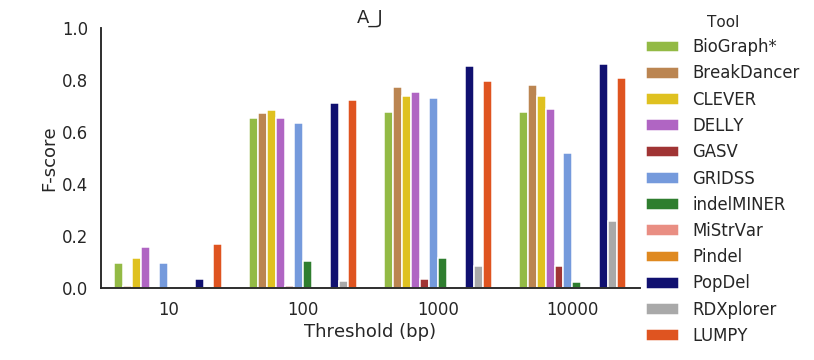 A_J
F-score
1.0
0.8
0.6
0.4
0.2
0.0
10
100
1000
10000
Threshold (bp)
Tool
BioGraph*
BreakDancer
CLEVER
DELLY
GASV
GRIDSS
indelMINER
MiStrVar
Pindel
PopDel
RDXplorer
LUMPY